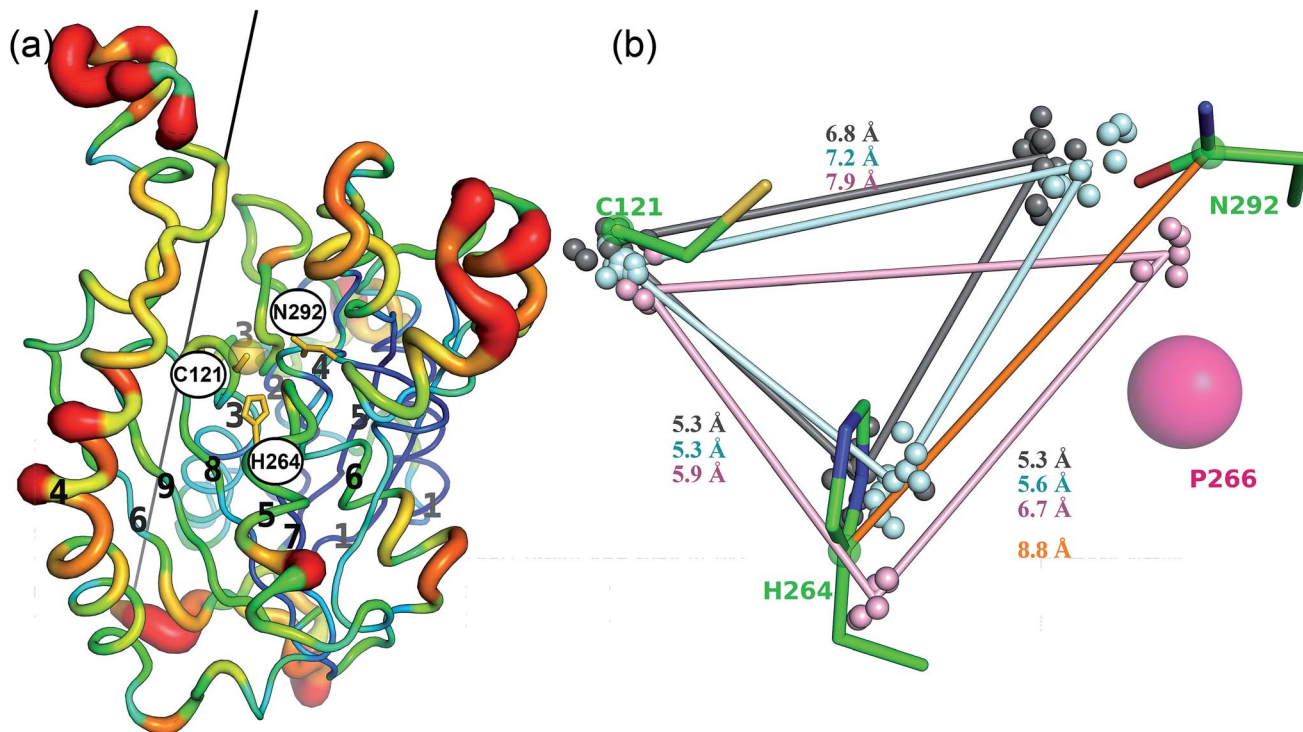 (a)
(b)
N292
C121
H264
3
4
2
3
5
8
6
4
9
6
5
7
1
1
6.8 Å
7.2 Å
7.9 Å
C121
N292
5.3 Å
5.3 Å
5.9 Å
5.3 Å
5.6 Å
6.7 Å
8.8 Å
P266
H264